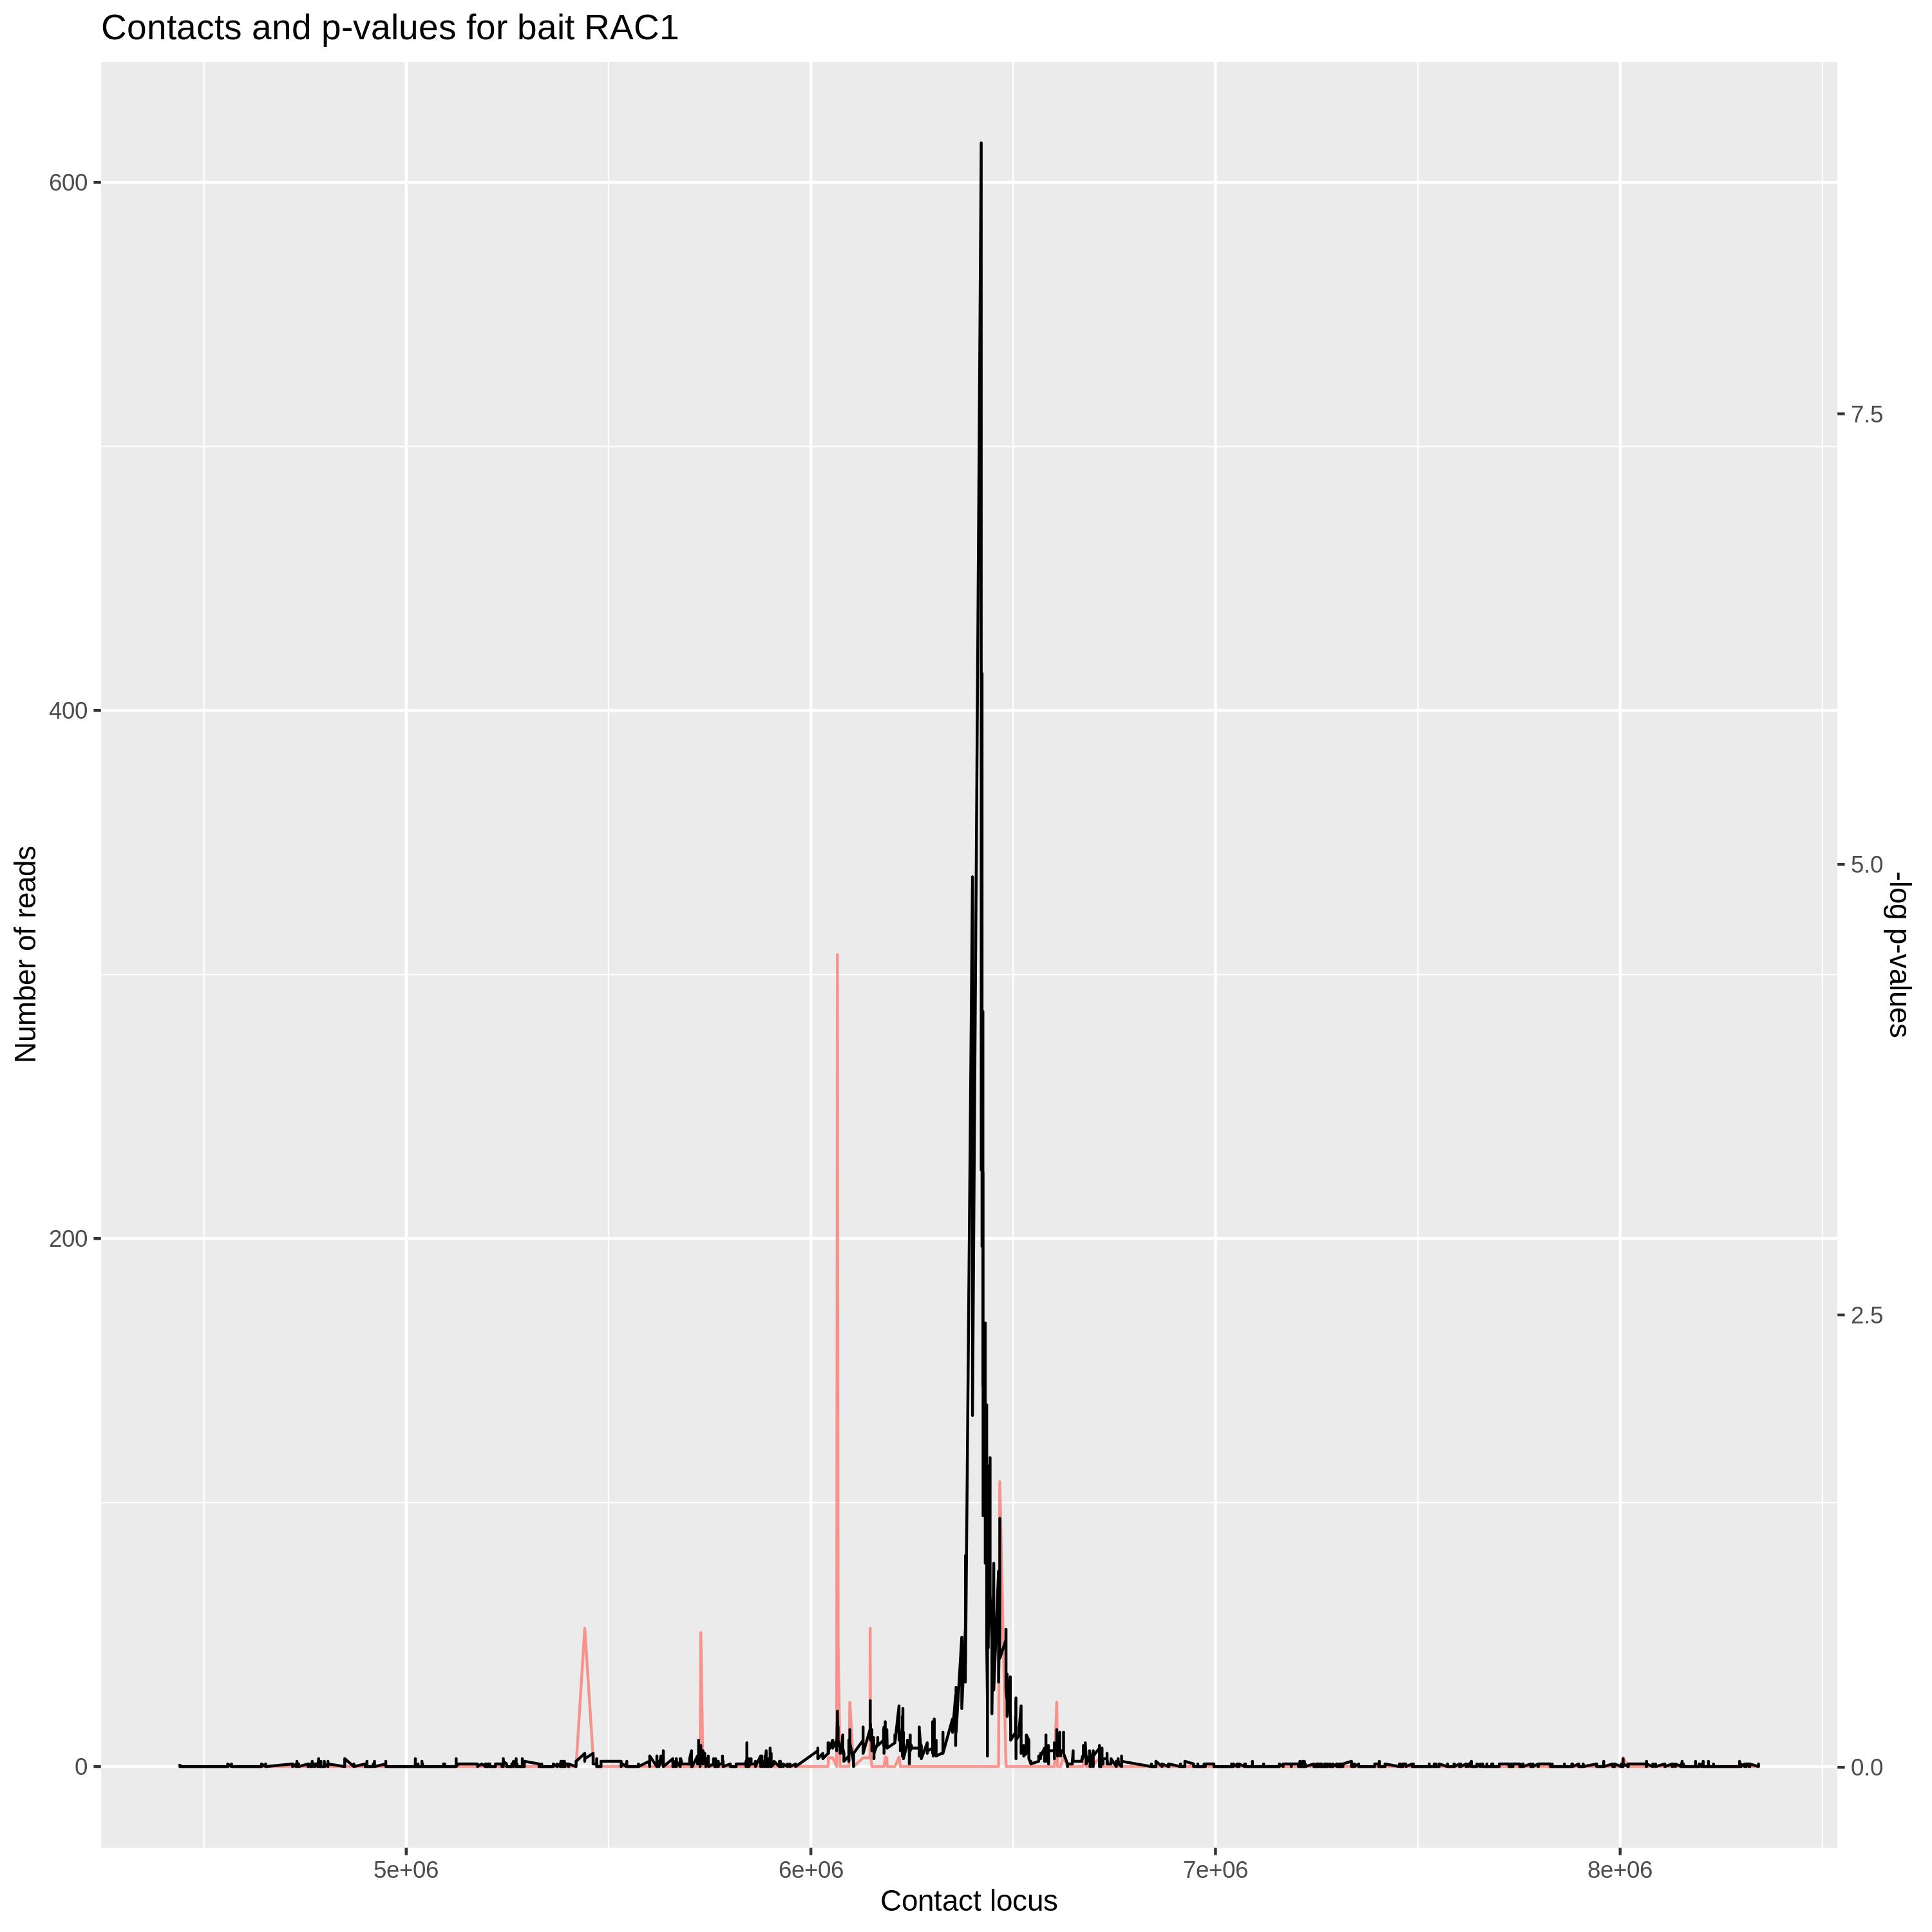 Contacts and p-values for bait RAC1
600
400
200
0
Number of reads
7.5
5.0
2.5
0.0
-log p-values
5e+06
6e+06
7e+06
8e+06
Contact locus